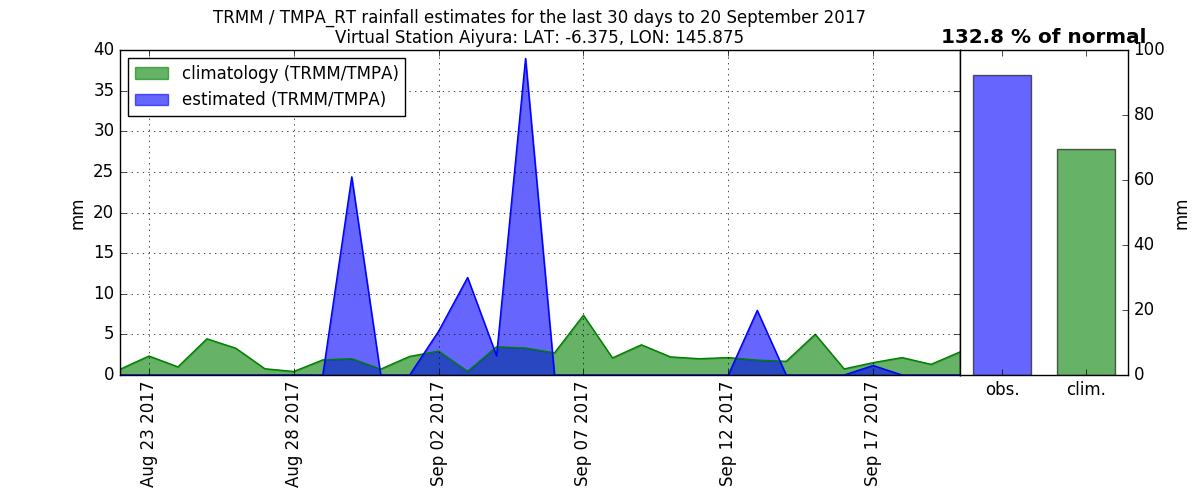 TRMM / TMPA_RT rainfall estimates for the last 30 days to 20 September 2017
Virtual Station Aiyura: LAT: -6.375, LON: 145.875
132.8 % of normal
climatology (TRMM/TMPA)
estimated (TRMM/TMPA)
40
35
30
25
20
15
10
5
0
mm
Aug 23 2017
Aug 28 2017
Sep 02 2017
Sep 07 2017
Sep 12 2017
Sep 17 2017
100
80
60
40
20
0
mm
obs.
clim.